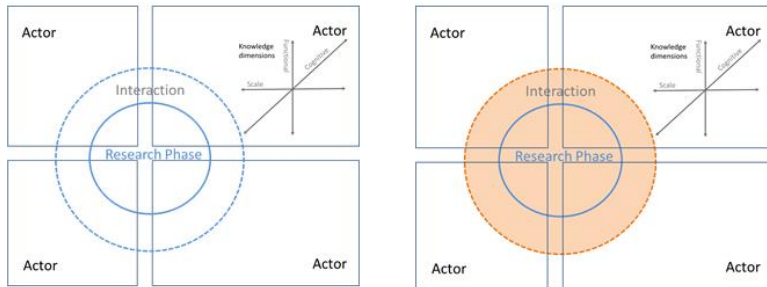 Actor
Actor
Knowledge
dimensions
Functional
Cognitive
Scale
Interaction
Research Phase
Actor
Actor
Actor
Actor
Knowledge
dimensions
Functional
Cognitive
Scale
Interaction
Research Phase
Actor
Actor